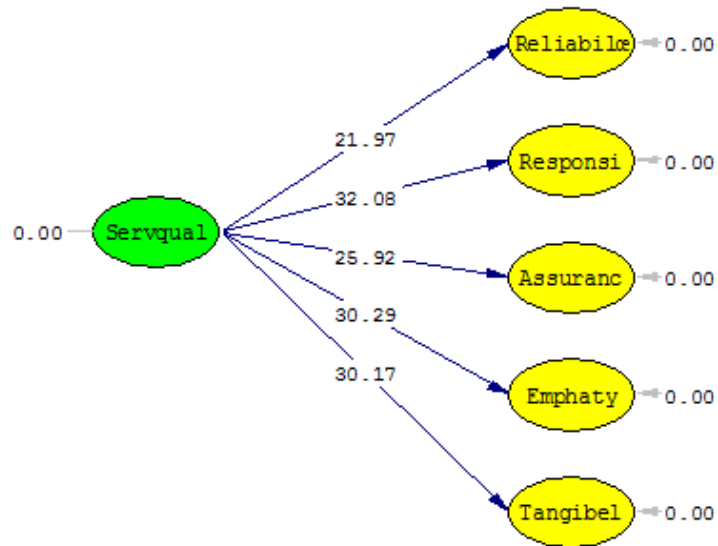 Reliabilœ
0.00
21.97
Responsi
0.00
32.08
0.00
Servqual
25.92
Assuranc
0.00
30.29
30.17
Emphaty
0.00
Tangibel
0.00